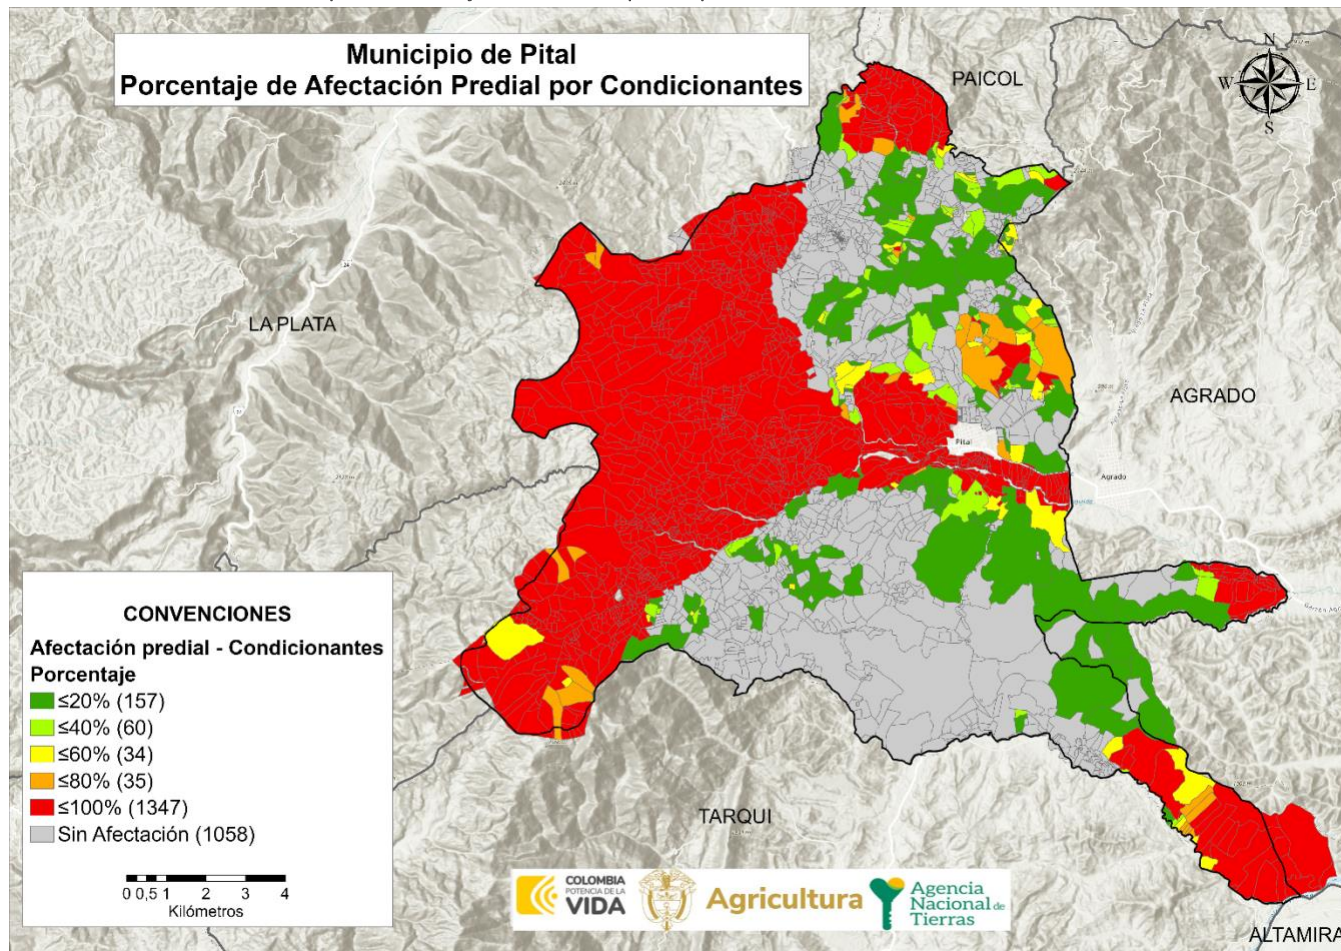 Municipio de Pital
Porcentaje de Afectación Predial por Condicionantes
N
W
E
S
PAICOL
LA PLATA
AGRADO
Pital
Agrado
TARQUI
ALTAMIRA
CONVENCIONES
Afectación predial - Condicionantes
Porcentaje
≤20% (157)
≤40% (60)
≤60% (34)
≤80% (35)
≤100% (1347)
Sin Afectación (1058)
0 0,5 1 2 3 4
Kilómetros
COLOMBIA
POTENCIA DE LA
VIDA
Agricultura
Agencia
Nacional de
Tierras